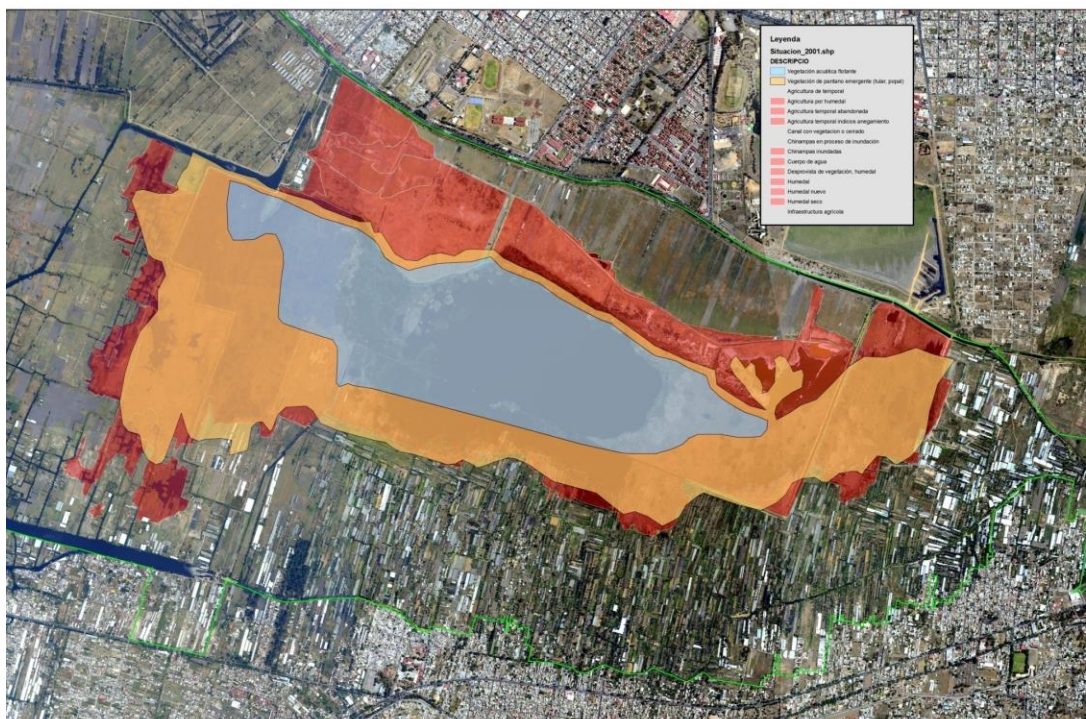 Leyenda
Situacion_2001.shp
DESCRIPCIO
Vegetación acuática flotante
Vegetación de pantano emergente (tular, popal)
Agricultura de temporal
Agricultura por humedal
Agricultura temporal abandonada
Agricultura temporal indicios anegamiento
Canal con vegetacion o cerrado
Chinampas en proceso de inundación
Chinampas inundadas
Cuerpo de agua
Desprovista de vegetación, humedal
Humedal
Humedal nuevo
Humedal seco
Infraestructura agrícola